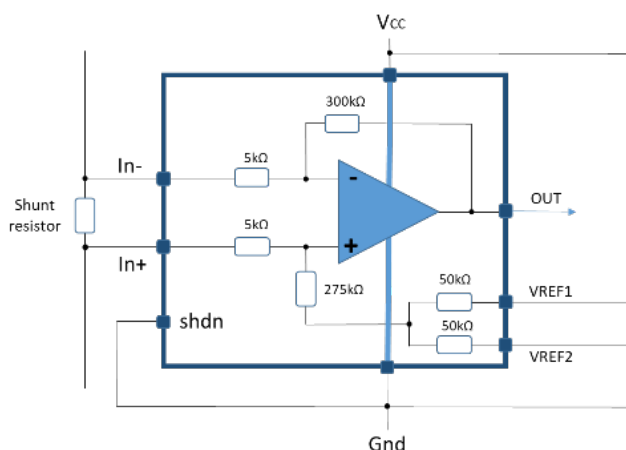 Vcc
300kΩ
In-
5kΩ
-
Shunt
resistor
OUT
5kΩ
+
In+
275kΩ
50kΩ
VREF1
shdn
50kΩ
VREF2
Gnd